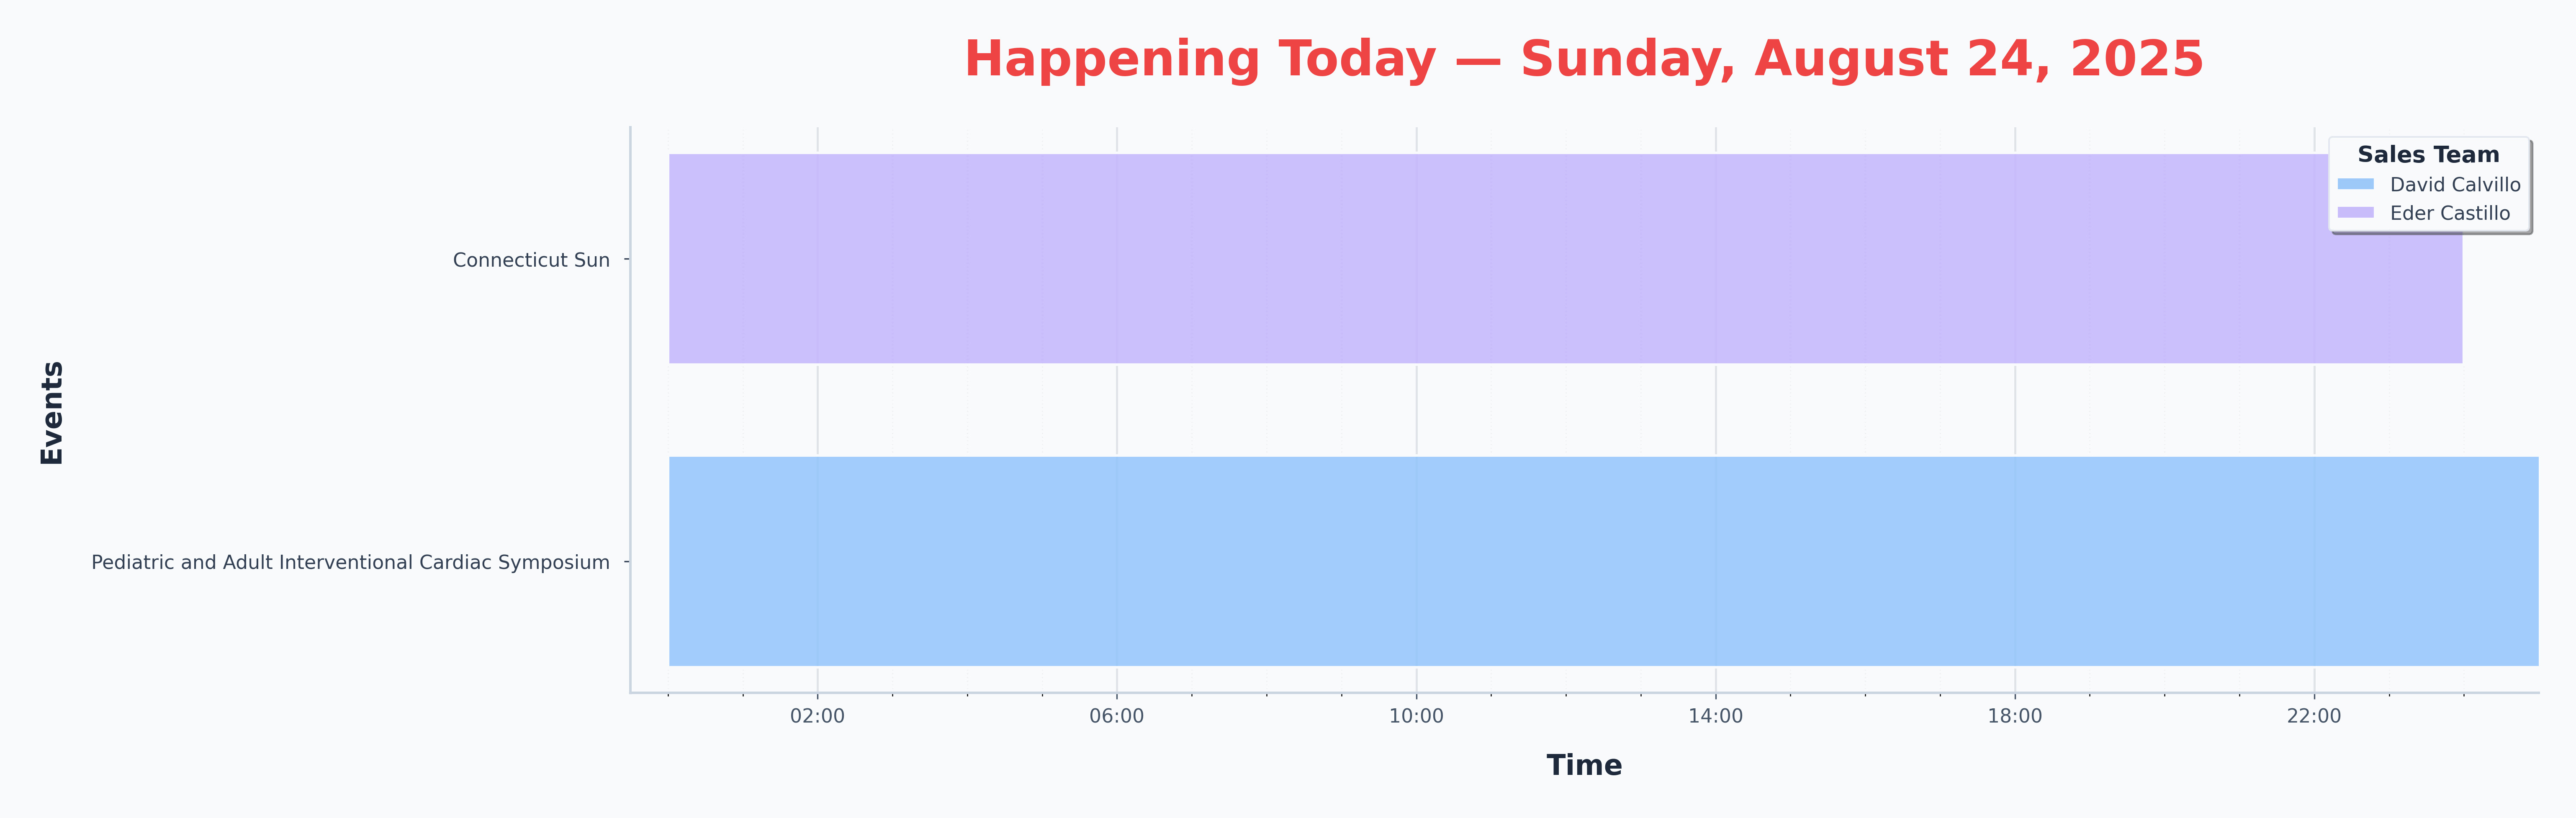 Happening Today — Sunday, August 24, 2025
Sales Team
David Calvillo
Eder Castillo
Connecticut Sun
Events
Pediatric and Adult Interventional Cardiac Symposium
02:00 06:00 10:00 14:00 18:00 22:00
Time